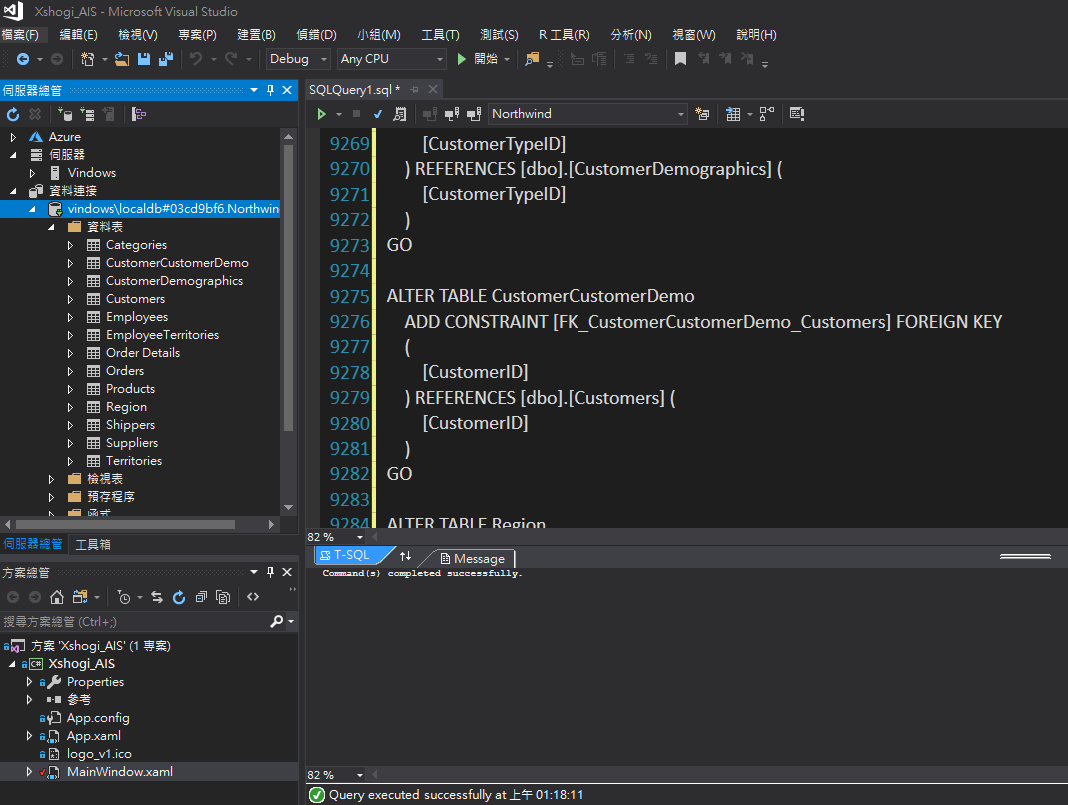 Xshogi_AIS - Microsoft Visual Studio
檔案(F) 編輯(E) 檢視(V) 專案(P) 建置(B) 偵錯(D) 小組(M) 工具(T) 測試(S) R 工具(R) 分析(N) 視窗(W) 說明(H)
Debug Any CPU 開始
伺服器總管
Azure
伺服器
Vindows
資料連接
vindows\localdb#03cd9bf6.Northwin
資料表
Categories
CustomerCustomerDemo
CustomerDemographics
Customers
Employees
EmployeeTerritories
Order Details
Orders
Products
Region
Shippers
Suppliers
Territories
檢視表
預存程序
函式
伺服器總管 工具箱
方案總管
搜尋方案總管 (Ctrl+;)
方案 'Xshogi_AIS' (1 專案)
C# Xshogi_AIS
Properties
參考
App.config
App.xaml
logo_v1.ico
MainWindow.xaml
SQLQuery1.sql *
Northwind
9269 [CustomerTypeID]
9270 ) REFERENCES [dbo].[CustomerDemographics] (
9271 [CustomerTypeID]
9272 )
9273 GO
9274
9275 ALTER TABLE CustomerCustomerDemo
9276 ADD CONSTRAINT [FK_CustomerCustomerDemo_Customers] FOREIGN KEY
9277 (
9278 [CustomerID]
9279 ) REFERENCES [dbo].[Customers] (
9280 [CustomerID]
9281 )
9282 GO
9283
9284 ALTER TABLE Region
82 %
T-SQL Message
Command(s) completed successfully.
82 %
Query executed successfully at 上午 01:18:11